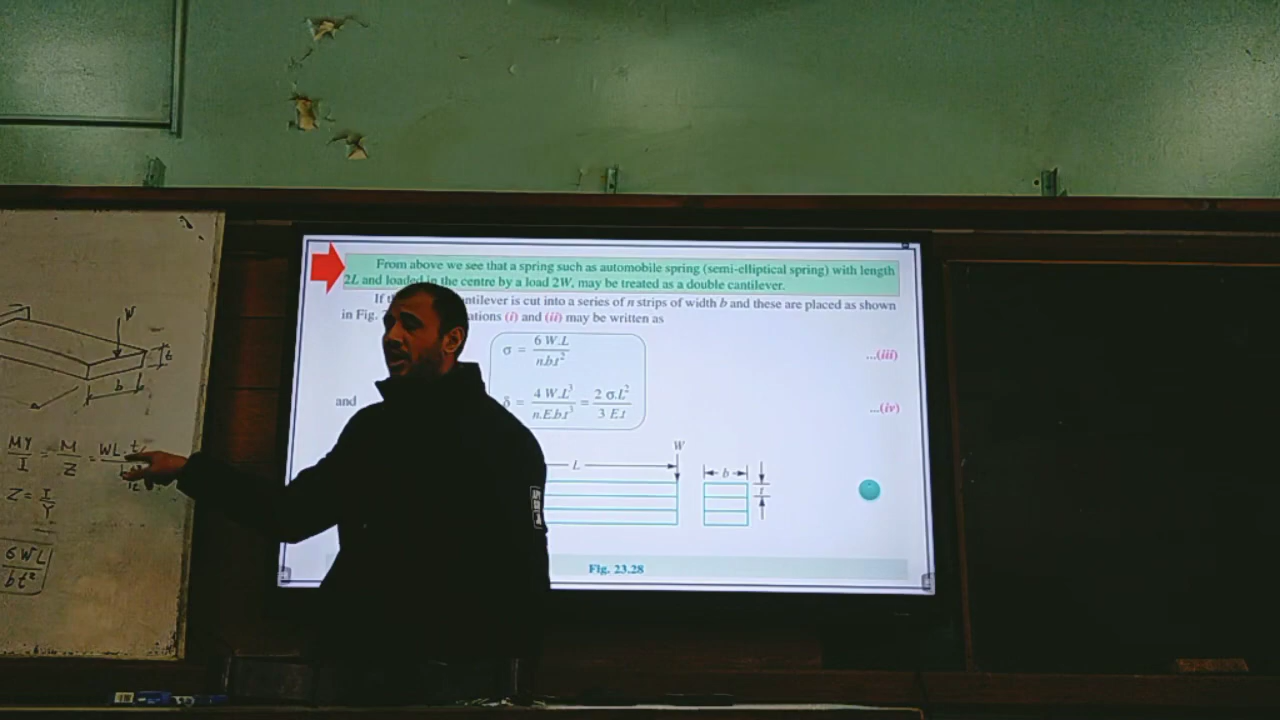 From above we see that a spring such as automobile spring (semi-elliptical spring) with length
2L and loaded in the centre by a load 2W, may be treated as a double cantilever.
If t ntilever is cut into a series of n strips of width b and these are placed as shown
in Fig. ations (i) and (ii) may be written as
σ = 6 W.L / n.b.t² ...(iii)
and δ = 4 W.L³ / n.E.b.t³ = 2 σ.L² / 3 E.t ...(iv)
W
L
b
t
Fig. 23.28
W
t
b
MY / I = M / Z = WL
Z = I / Y
6WL / bt²